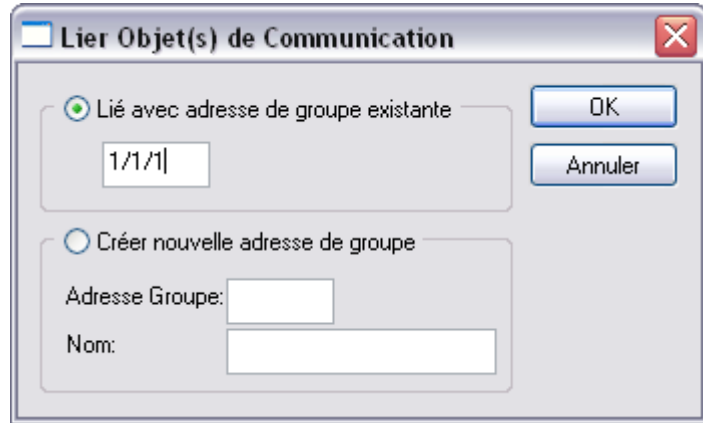 Lier Objet(s) de Communication
Lié avec adresse de groupe existante
OK
1/1/1
Annuler
Créer nouvelle adresse de groupe
Adresse Groupe:
Nom: